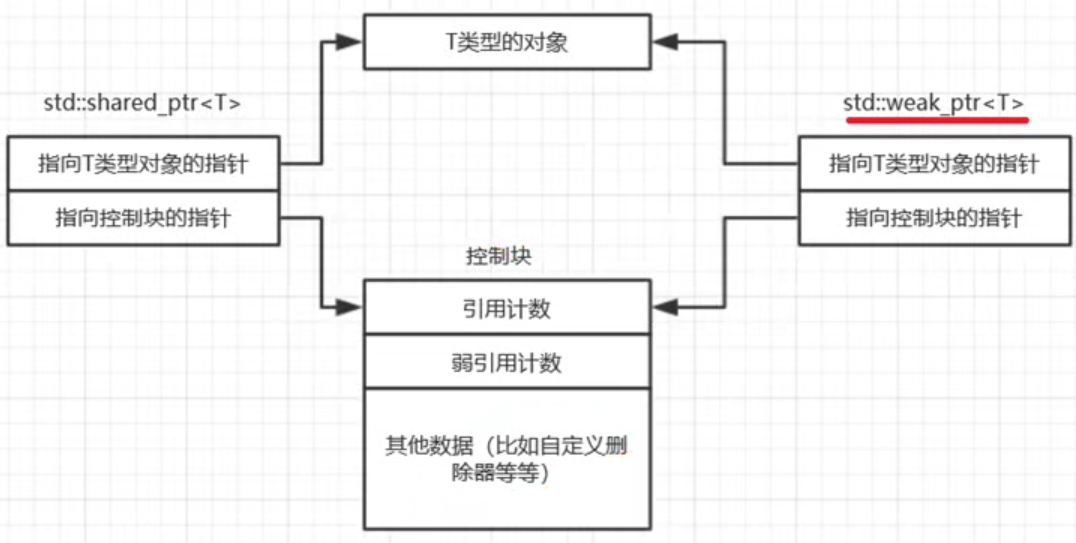 T类型的对象
std::shared_ptr<T>
std::weak_ptr<T>
指向T类型对象的指针
指向T类型对象的指针
指向控制块的指针
指向控制块的指针
控制块
引用计数
弱引用计数
其他数据（比如自定义删
除器等等）